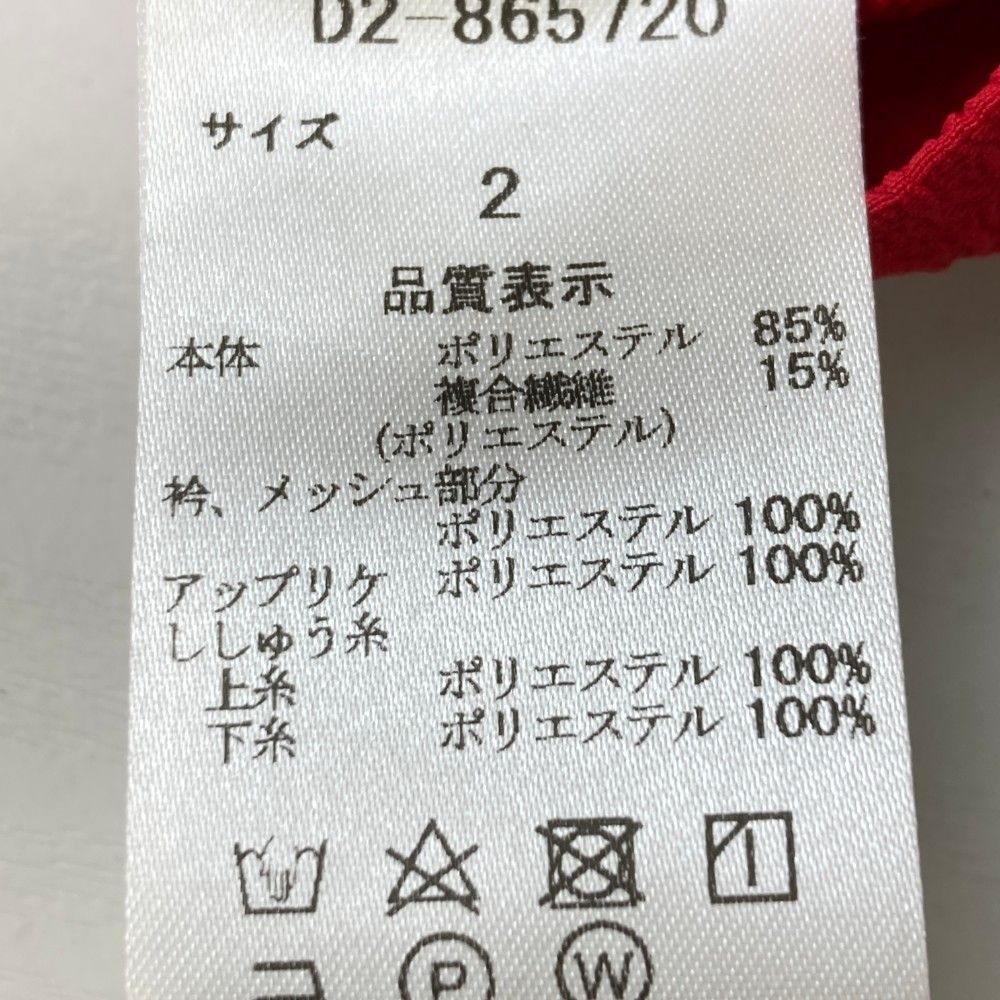 D2-865720
サイズ
2
品質表示
本体 ポリエステル 85%
複合繊維 15%
(ポリエステル)
衿、メッシュ部分
ポリエステル 100%
アップリケ ポリエステル 100%
ししゅう糸
上糸 ポリエステル 100%
下糸 ポリエステル 100%
P W